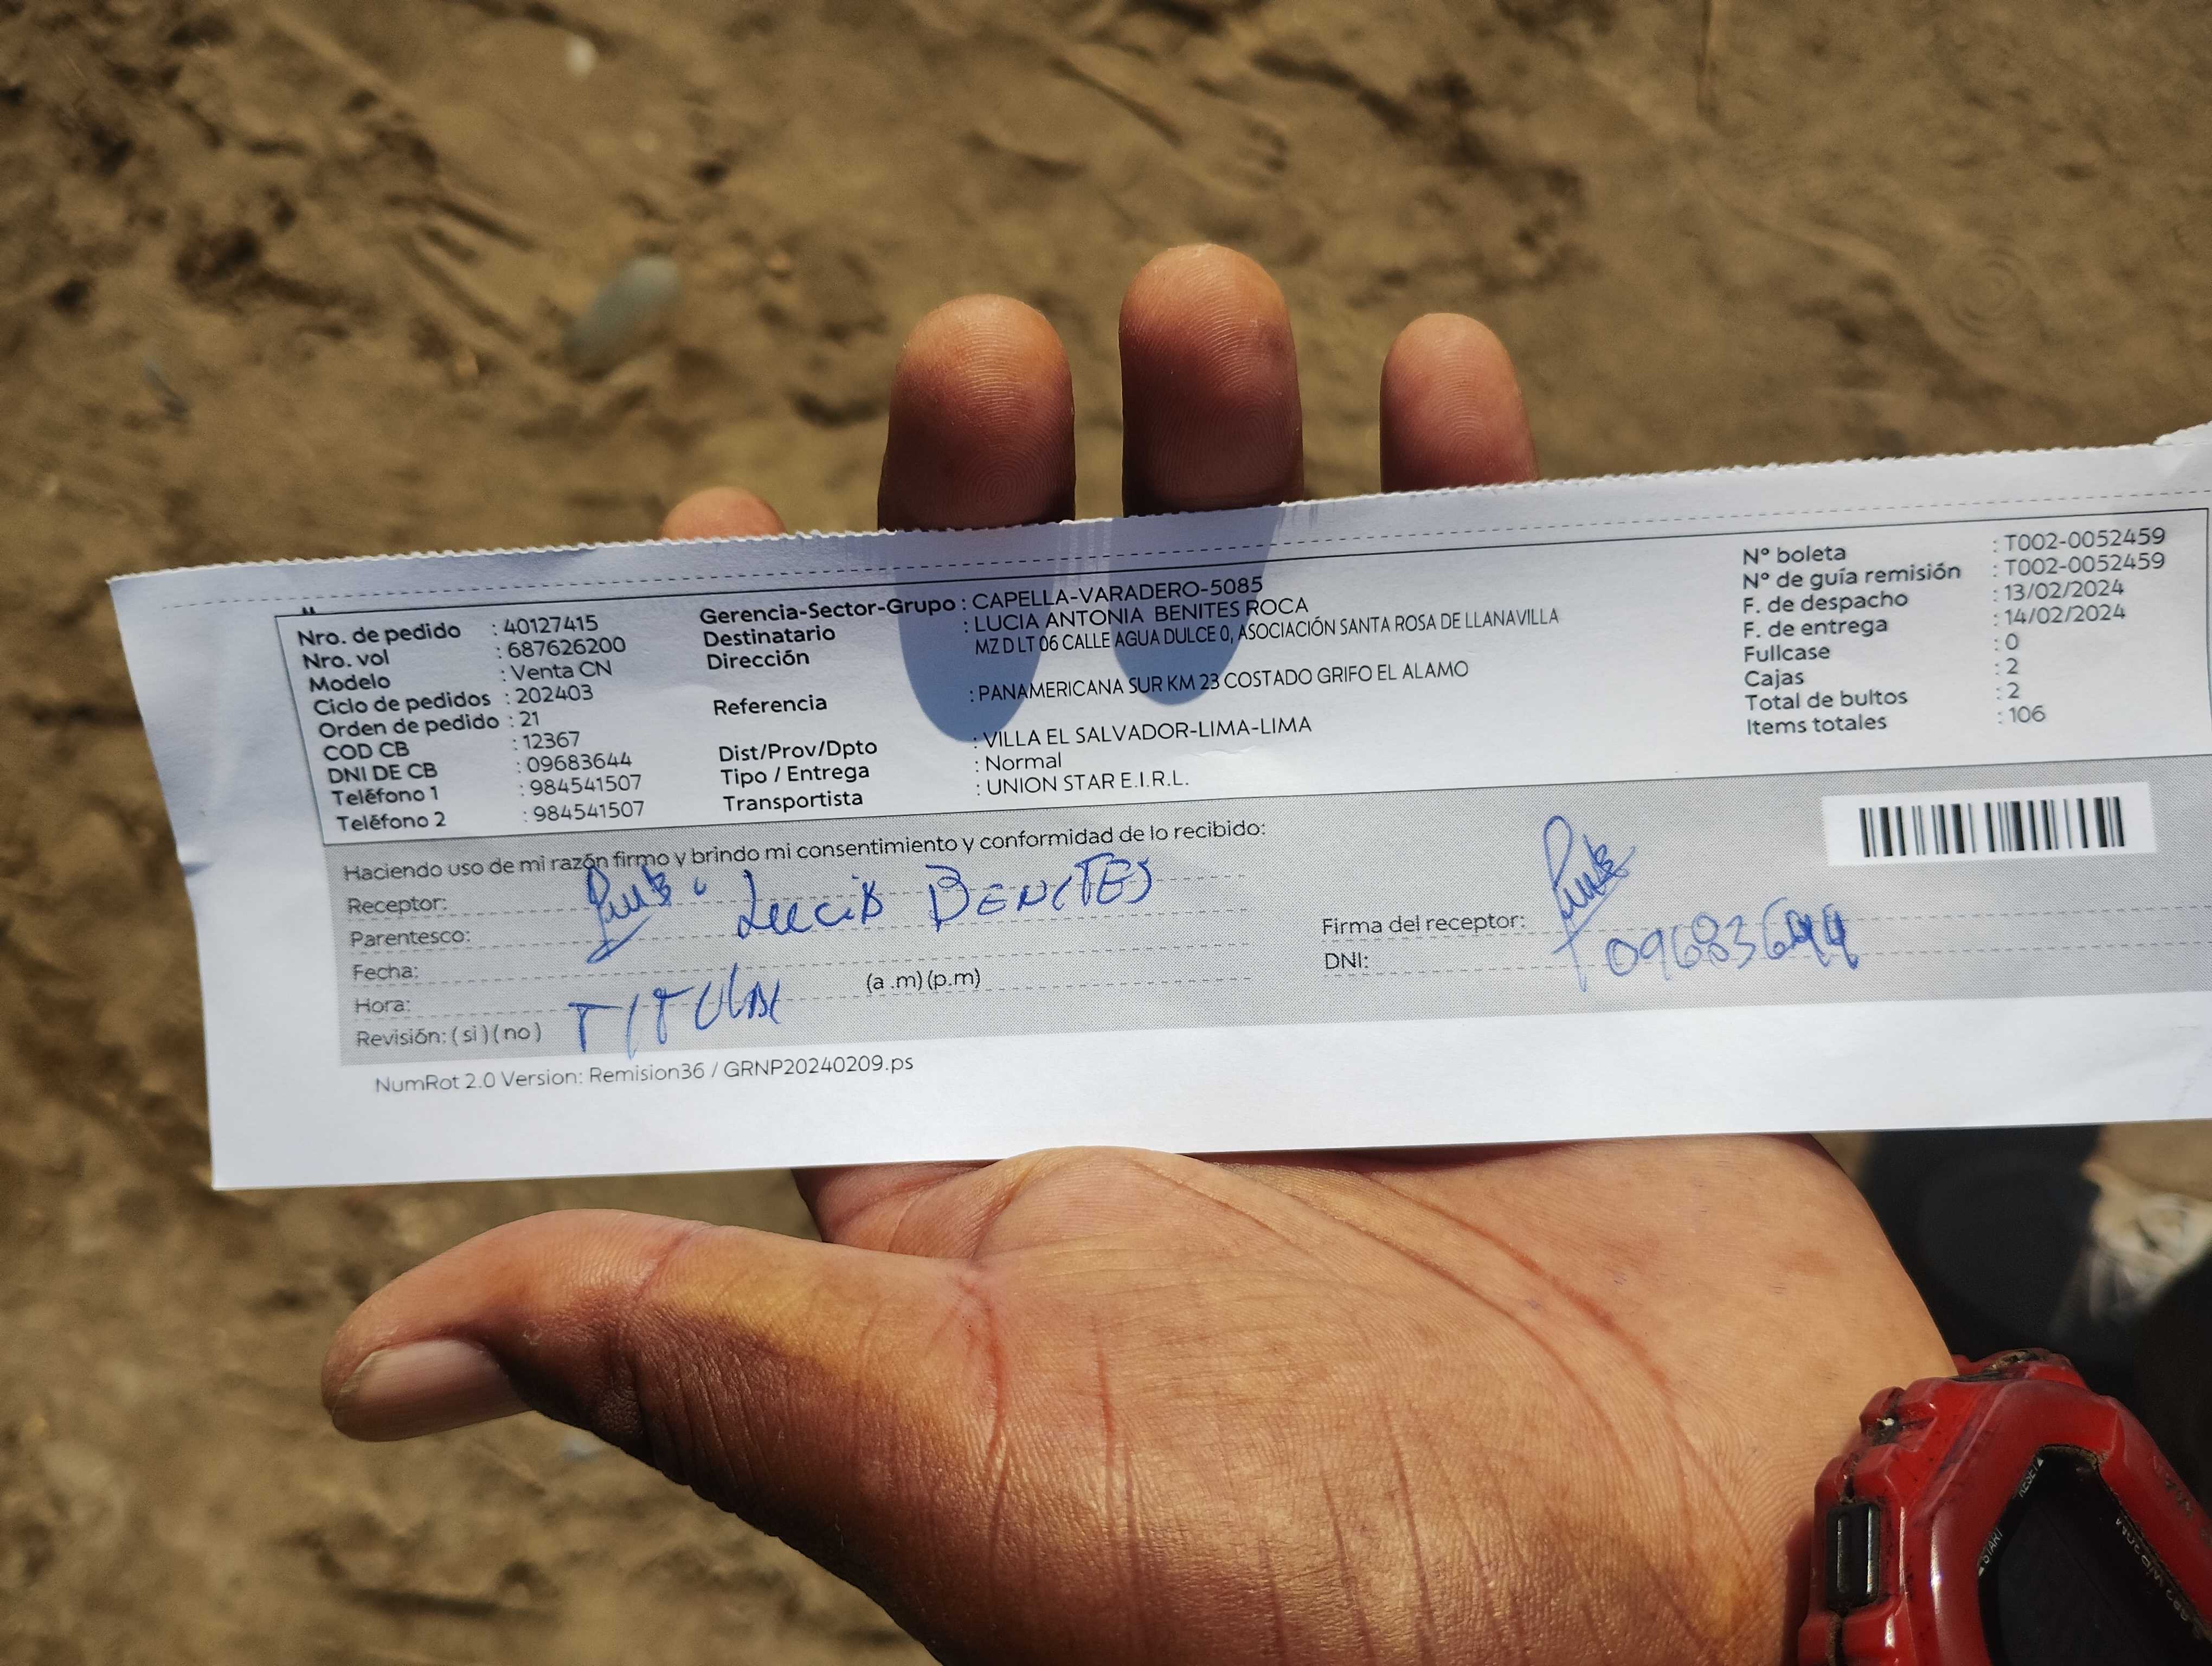 Nro. de pedido : 40127415
Nro. vol : 687626200
Modelo : Venta CN
Ciclo de pedidos : 202403
Orden de pedido : 21
COD CB : 12367
DNI DE CB : 09683644
Teléfono 1 : 984541507
Teléfono 2 : 984541507
Gerencia-Sector-Grupo : CAPELLA-VARADERO-5085
Destinatario : LUCIA ANTONIA BENITES ROCA
Dirección MZ D LT 06 CALLE AGUA DULCE 0, ASOCIACIÓN SANTA ROSA DE LLANAVILLA
Referencia : PANAMERICANA SUR KM 23 COSTADO GRIFO EL ALAMO
Dist/Prov/Dpto : VILLA EL SALVADOR-LIMA-LIMA
Tipo / Entrega : Normal
Transportista : UNION STAR E.I.R.L.
Nº boleta : T002-0052459
Nº de guía remisión : T002-0052459
F. de despacho : 13/02/2024
F. de entrega : 14/02/2024
Fullcase : 0
Cajas : 2
Total de bultos : 2
Items totales : 106
Haciendo uso de mi razón firmo y brindo mi consentimiento y conformidad de lo recibido:
Receptor: Lucia BENITES
Parentesco:
Fecha:
Hora: (a .m) (p.m)
Revisión: ( si ) ( no ) TITULAR
Firma del receptor:
DNI: 09683644
NumRot 2.0 Version: Remision36 / GRNP20240209.ps
START
RESET